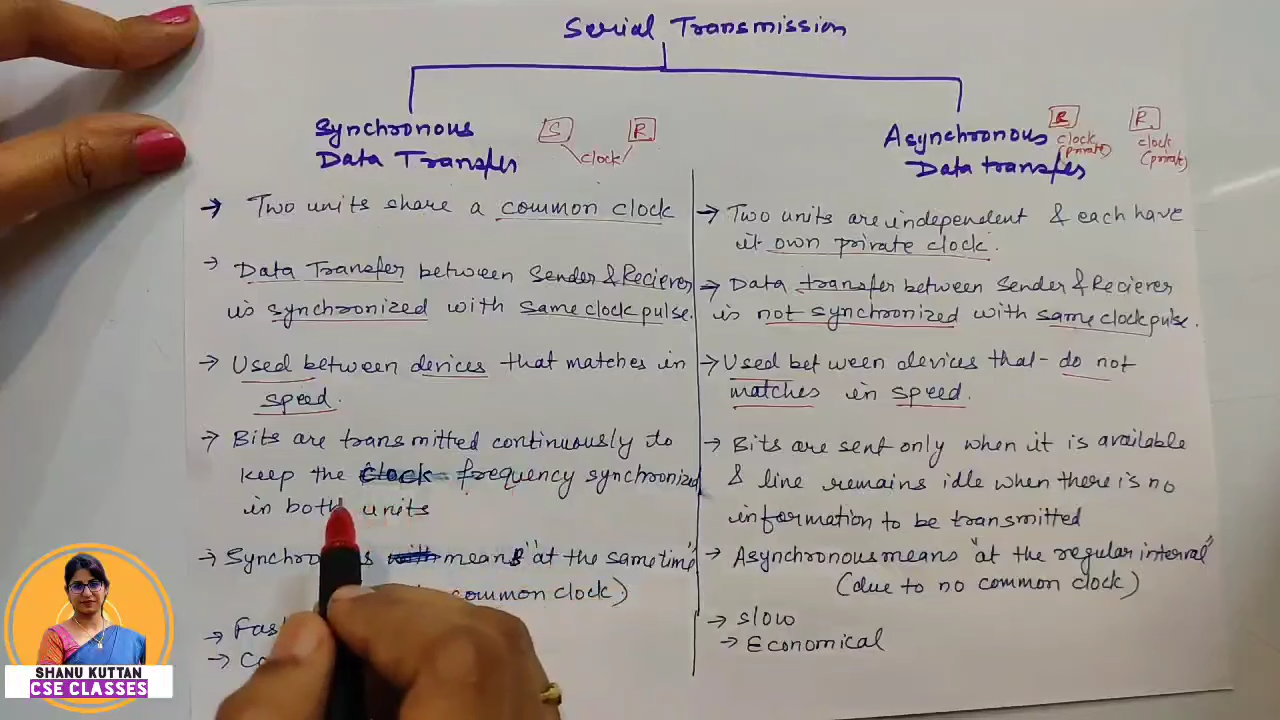 Serial Transmission
Synchronous
Data Transfer
S R
clock
→ Two units share a common clock
→ Data Transfer between Sender & Reciever
is synchronized with same clock pulse.
→ Used between devices that matches in
speed.
→ Bits are transmitted continuously to
keep the clock frequency synchronized
in both units
→ means "at the same time"
common clock)
→
→
Asynchronous
Data transfer
R
clock clock
(private) (private)
→ Two units are independent & each have
it own private clock.
→ Data transfer between Sender & Reciever
is not synchronized with same clock pulse.
→ Used between devices that do not
matches in speed.
→ Bits are sent only when it is available
& line remains idle when there is no
information to be transmitted
→ Asynchronous means "at the regular interval"
(due to no common clock)
→ slow
→ Economical
SHANU KUTTAN
CSE CLASSES